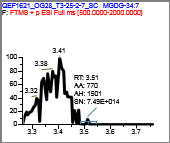 QEF1621_OG28_T3-25-2-7_SC MGDG-34:7
F: FTMS + p ESI Full ms [500.0000-2000.0000]
3.41
100
3.38
80
RT: 3.51
AA: 770
AH: 1501
SN: 7.49E+014
60
3.32
40
20
0
3.3 3.4 3.5 3.6 3.7